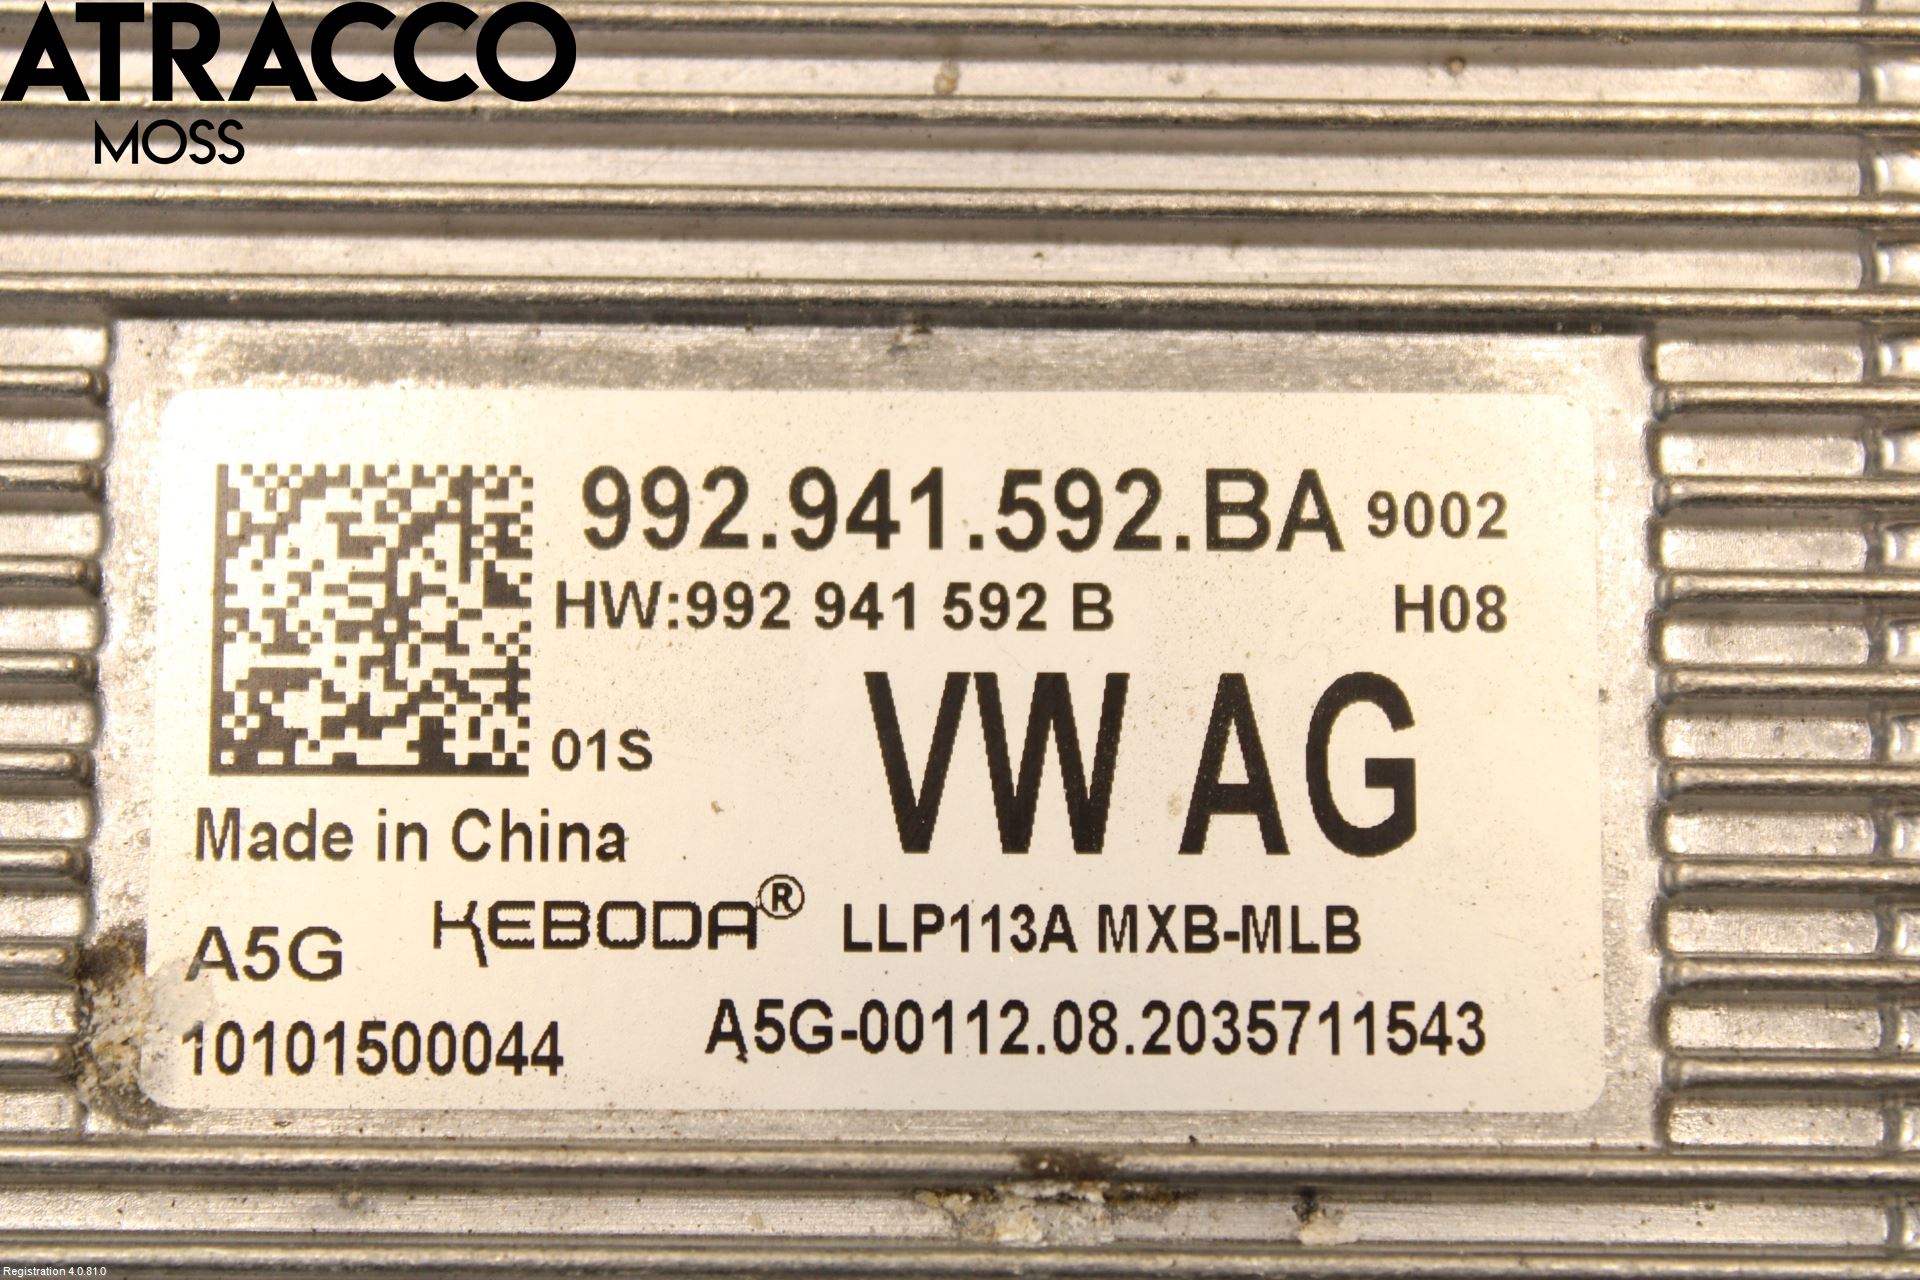 ATRACCO
MOSS
992.941.592.BA 9002
HW:992 941 592 B H08
VW AG
01S
Made in China
KEBODA® LLP113A MXB-MLB
A5G
10101500044 A5G-00112.08.2035711543
Registration 4.0.81.0